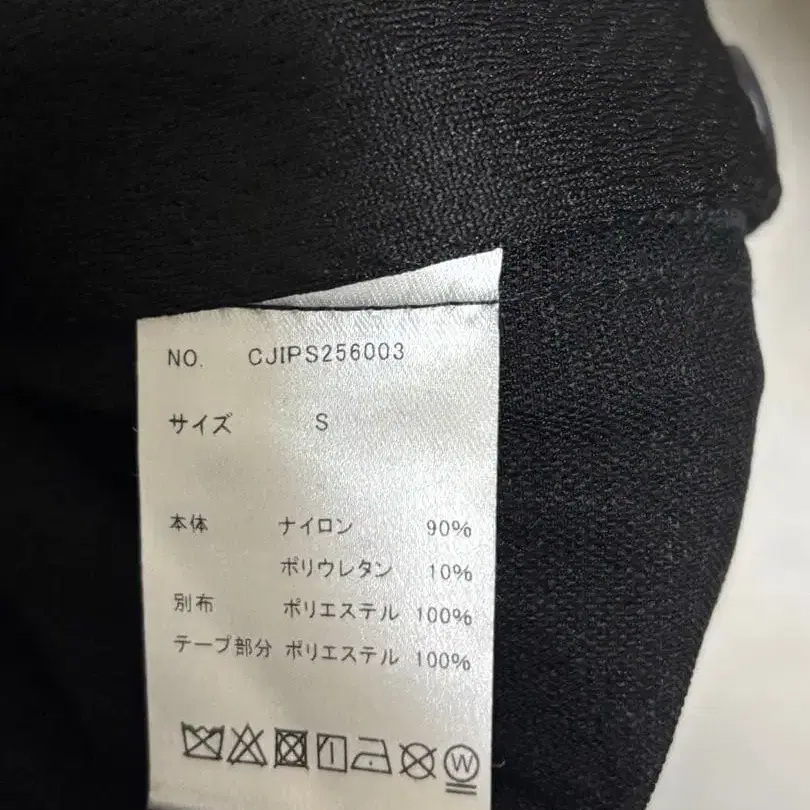 NO. CJIPS256003
サイズ S
本体 ナイロン 90%
ポリウレタン 10%
別布 ポリエステル 100%
テープ部分 ポリエステル 100%
W